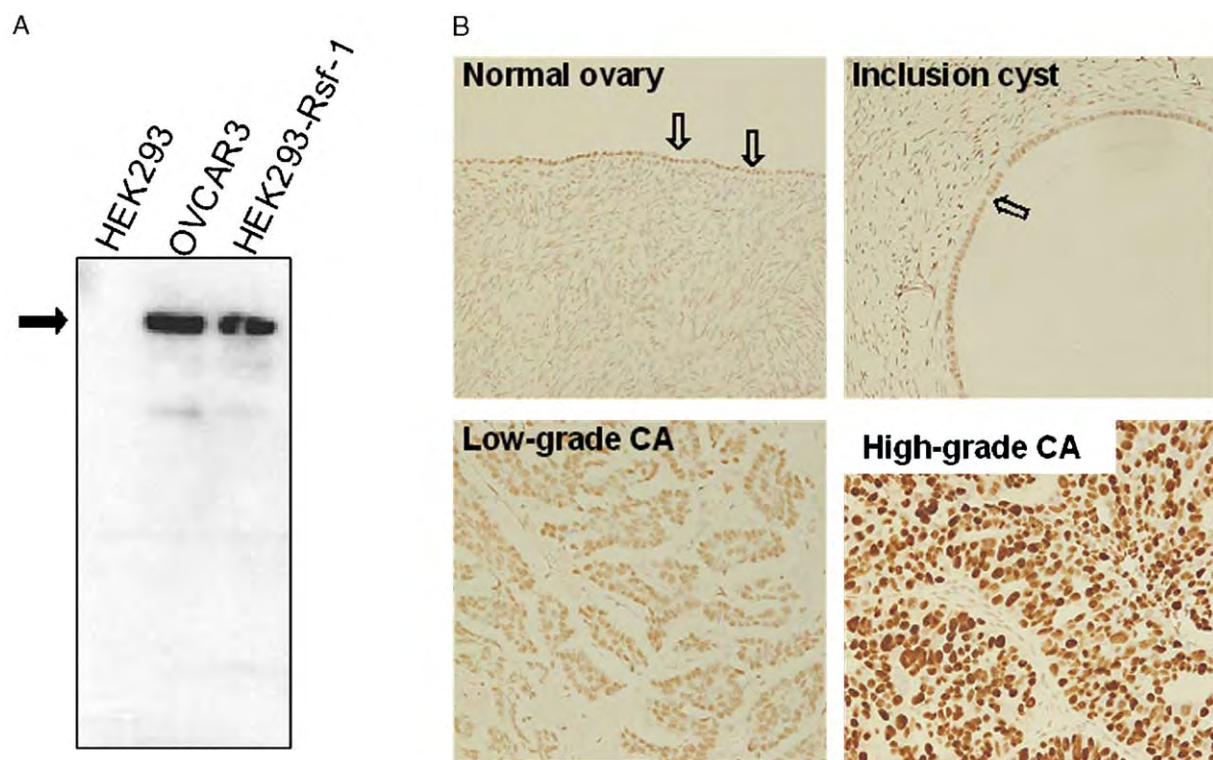 A
HEK293
OVCAR3
HEK293-Rsf-1
B
Normal ovary
Inclusion cyst
Low-grade CA
High-grade CA